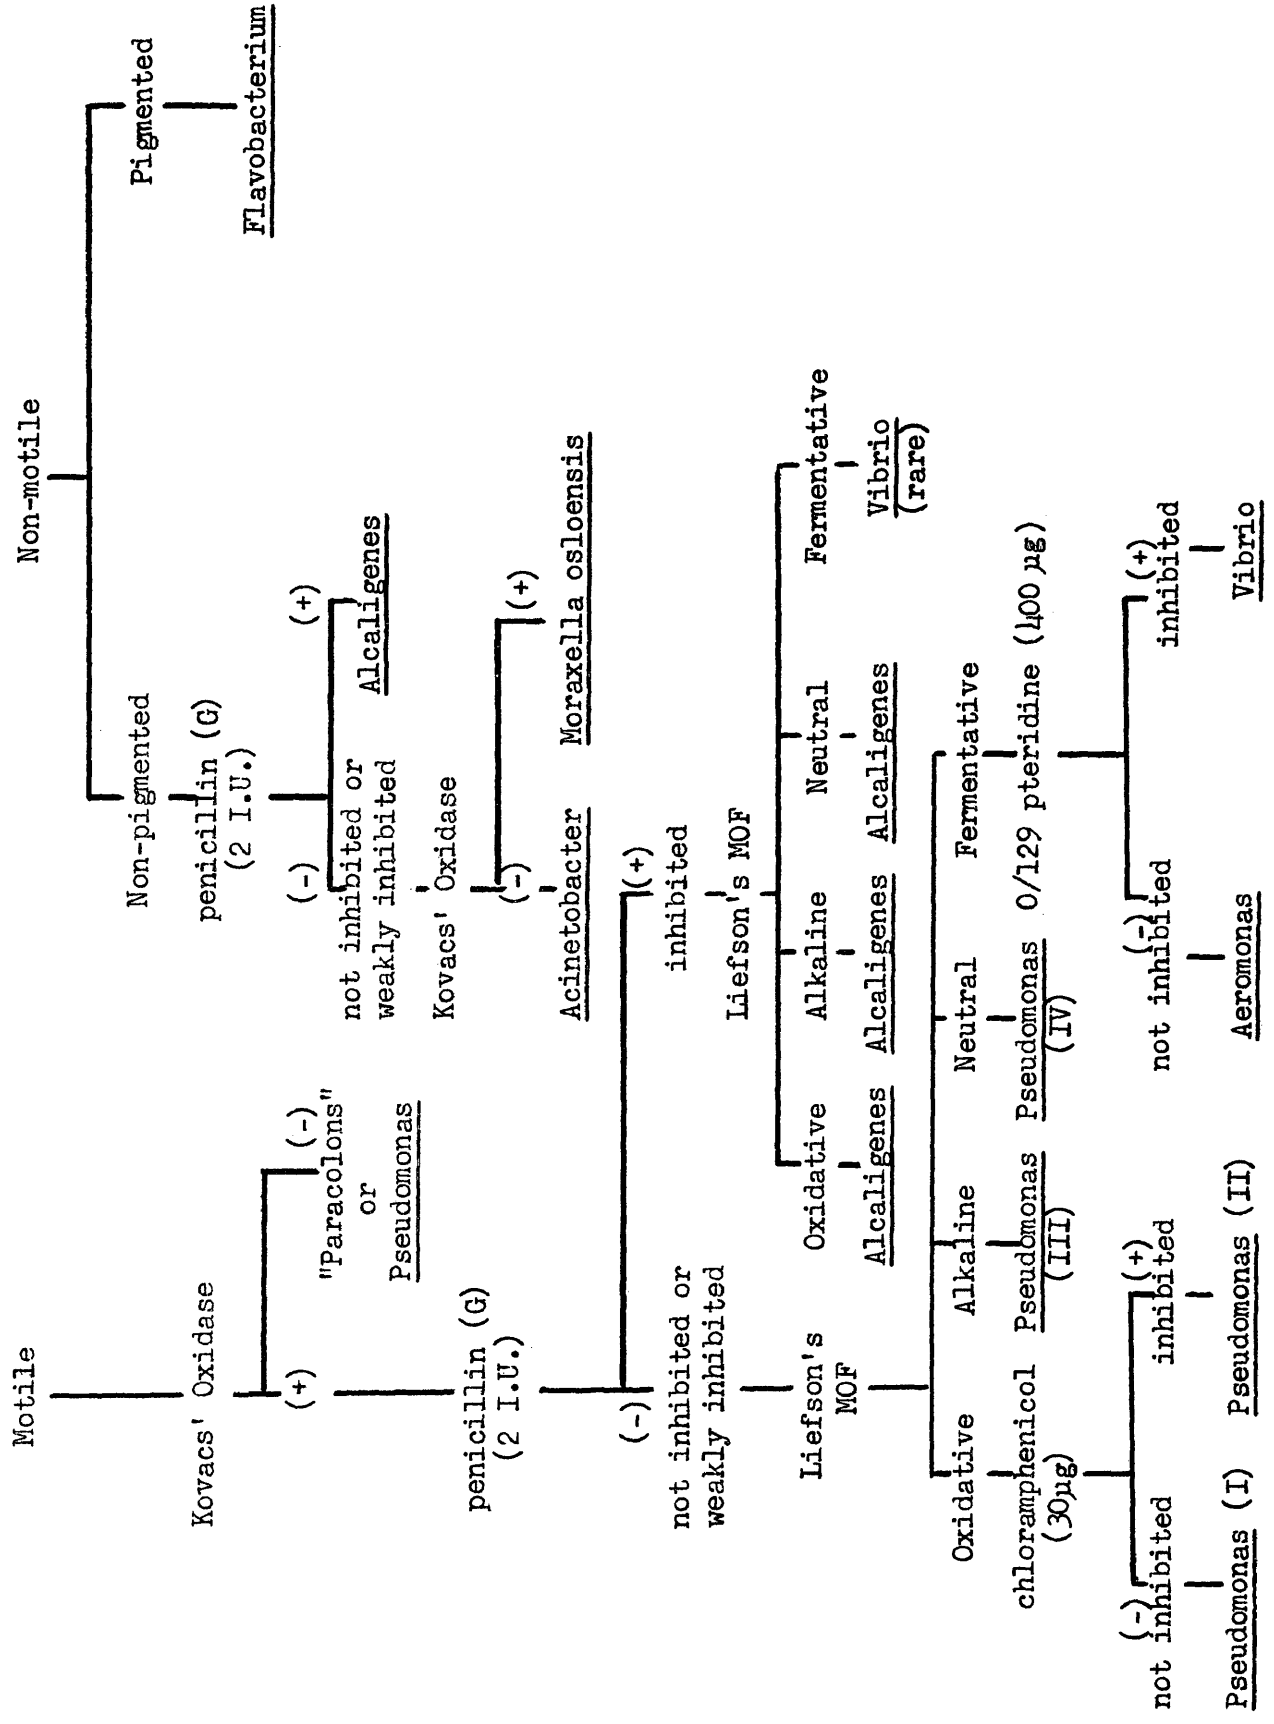 Motile
Kovacs' Oxidase
(+)
(-)
"Paracolons"
or
Pseudomonas
penicillin (G)
(2 I.U.)
(-)
not inhibited or
weakly inhibited
(+)
inhibited
Liefson's
MOF
Oxidative
Alkaline
Neutral
Fermentative
chloramphenicol
(30µg)
Pseudomonas
(III)
Pseudomonas
(IV)
0/129 pteridine (400 µg)
(-)
not inhibited
(+)
inhibited
(-)
not inhibited
(+)
inhibited
Pseudomonas (I)
Pseudomonas (II)
Aeromonas
Vibrio
Liefson's MOF
Oxidative
Alkaline
Neutral
Fermentative
Alcaligenes
Alcaligenes
Alcaligenes
Vibrio
(rare)
Non-motile
Non-pigmented
Pigmented
penicillin (G)
(2 I.U.)
Flavobacterium
(-)
(+)
not inhibited or
weakly inhibited
Alcaligenes
Kovacs' Oxidase
(-)
(+)
Acinetobacter
Moraxella osloensis